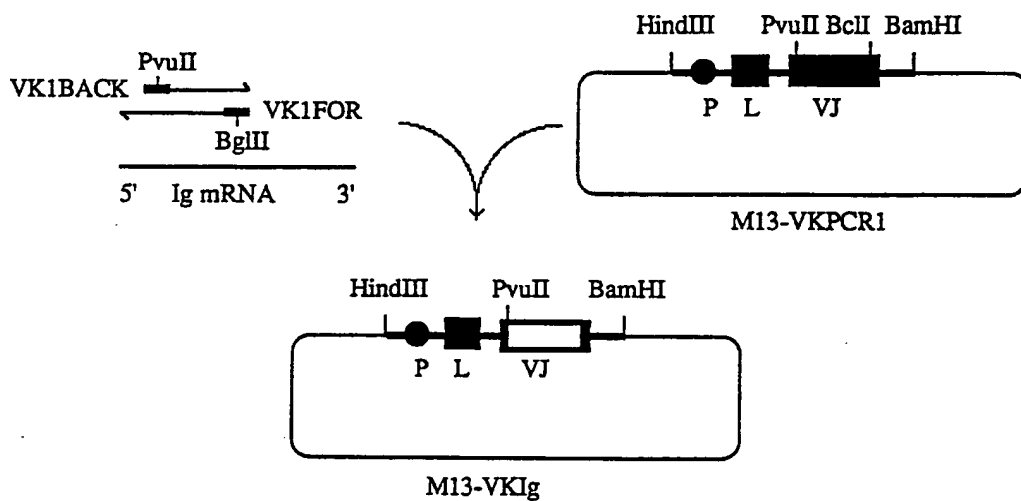 PvuII
VK1BACK
VK1FOR
BglII
5' Ig mRNA 3'
HindIII PvuII BclI BamHI
P L VJ
M13-VKPCR1
HindIII PvuII BamHI
P L VJ
M13-VKIg